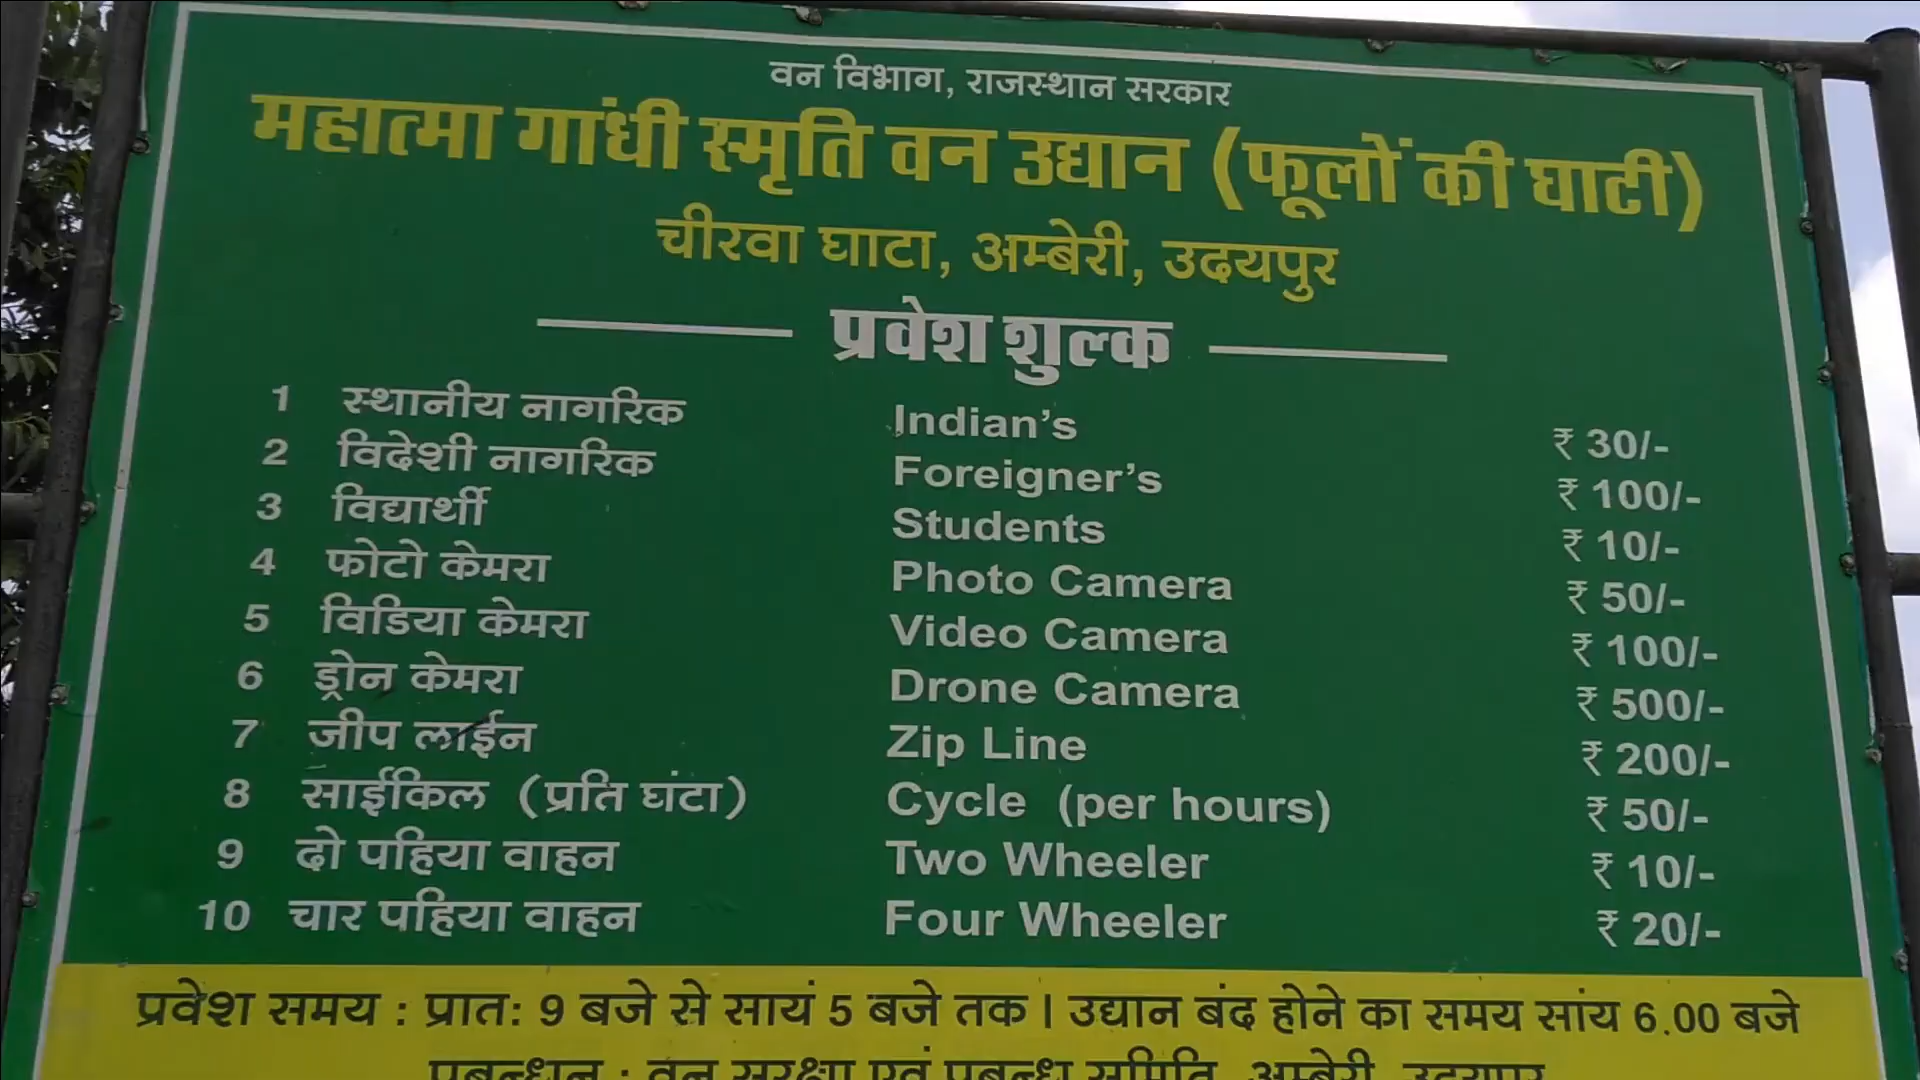 वन विभाग, राजस्थान सरकार
महात्मा गांधी स्मृति वन उद्यान (फूलों की घाटी)
चीरवा घाटा, अम्बेरी, उदयपुर
प्रवेश शुल्क
1 स्थानीय नागरिक Indian's ₹ 30/-
2 विदेशी नागरिक Foreigner's ₹ 100/-
3 विद्यार्थी Students ₹ 10/-
4 फोटो केमरा Photo Camera ₹ 50/-
5 विडिया केमरा Video Camera ₹ 100/-
6 ड्रोन केमरा Drone Camera ₹ 500/-
7 जीप लाईन Zip Line ₹ 200/-
8 साईकिल (प्रति घंटा) Cycle (per hours) ₹ 50/-
9 दो पहिया वाहन Two Wheeler ₹ 10/-
10 चार पहिया वाहन Four Wheeler ₹ 20/-
प्रवेश समय : प्रात: 9 बजे से सायं 5 बजे तक । उद्यान बंद होने का समय सांय 6.00 बजे
प्रबन्धन : वन सुरक्षा एवं प्रबन्ध समिति, अम्बेरी, उदयपुर